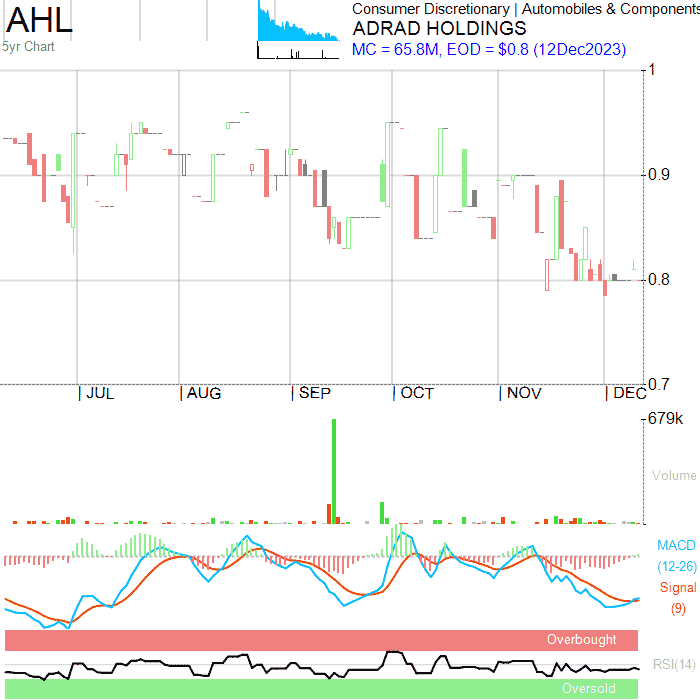 AHL
5yr Chart
Consumer Discretionary | Automobiles & Components
ADRAD HOLDINGS
MC = 65.8M, EOD = $0.8 (12Dec2023)
1
0.9
0.8
0.7
| JUL | AUG | SEP | OCT | NOV | DEC
679k
Volume
MACD
(12-26)
Signal
(9)
Overbought
RSI(14)
Oversold